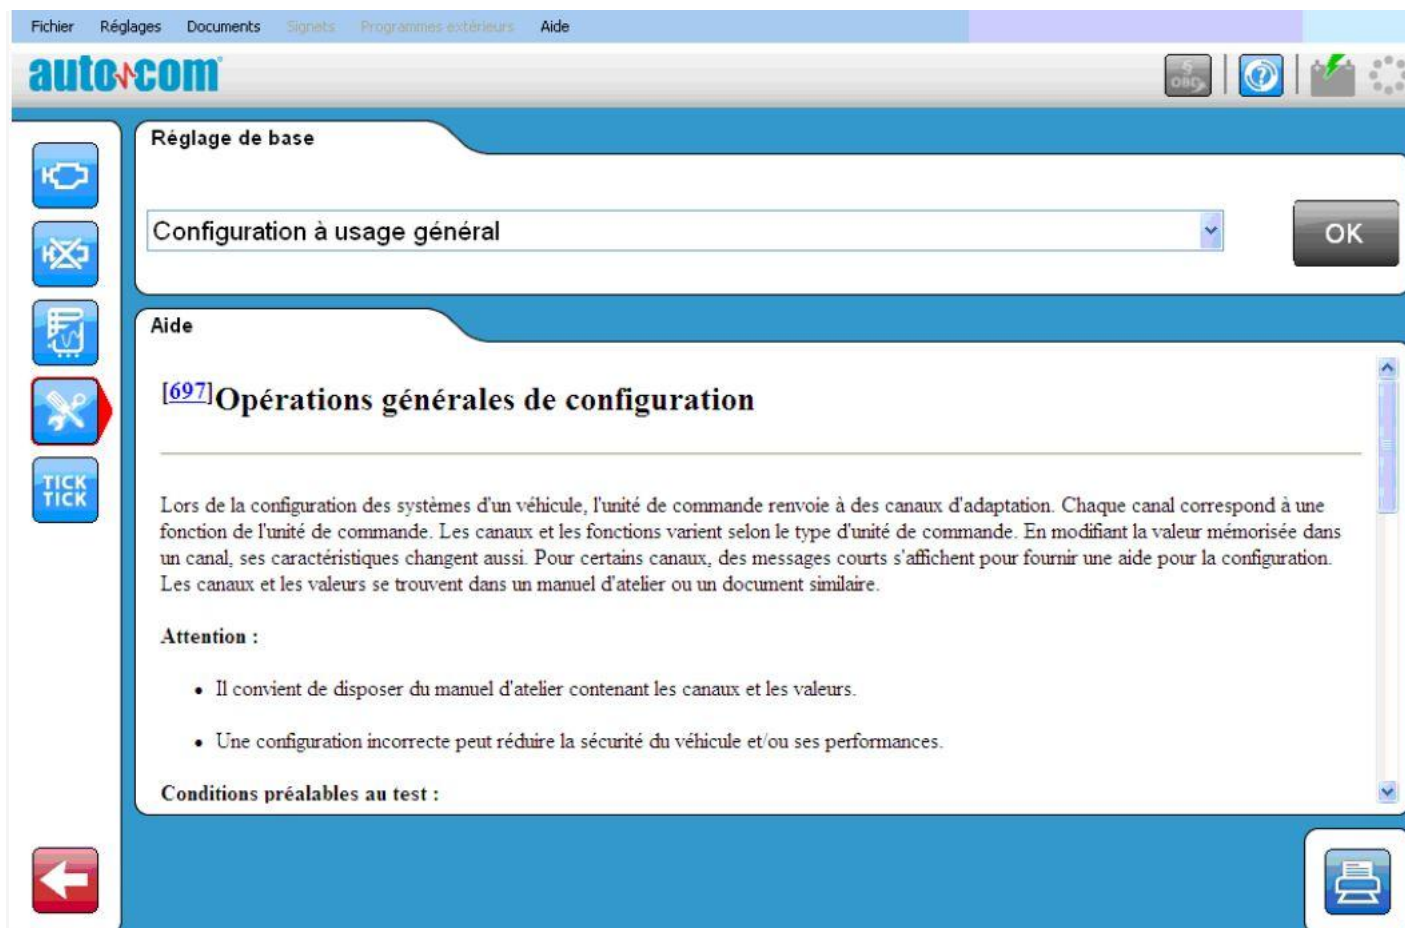 Fichier Réglages Documents Signets Programmes extérieurs Aide
auto com
§ OBD
Réglage de base
Configuration à usage général
OK
Aide
[697]Opérations générales de configuration
Lors de la configuration des systèmes d'un véhicule, l'unité de commande renvoie à des canaux d'adaptation. Chaque canal correspond à une
fonction de l'unité de commande. Les canaux et les fonctions varient selon le type d'unité de commande. En modifiant la valeur mémorisée dans
un canal, ses caractéristiques changent aussi. Pour certains canaux, des messages courts s'affichent pour fournir une aide pour la configuration.
Les canaux et les valeurs se trouvent dans un manuel d'atelier ou un document similaire.
Attention :
• Il convient de disposer du manuel d'atelier contenant les canaux et les valeurs.
• Une configuration incorrecte peut réduire la sécurité du véhicule et/ou ses performances.
Conditions préalables au test :
TICK
TICK